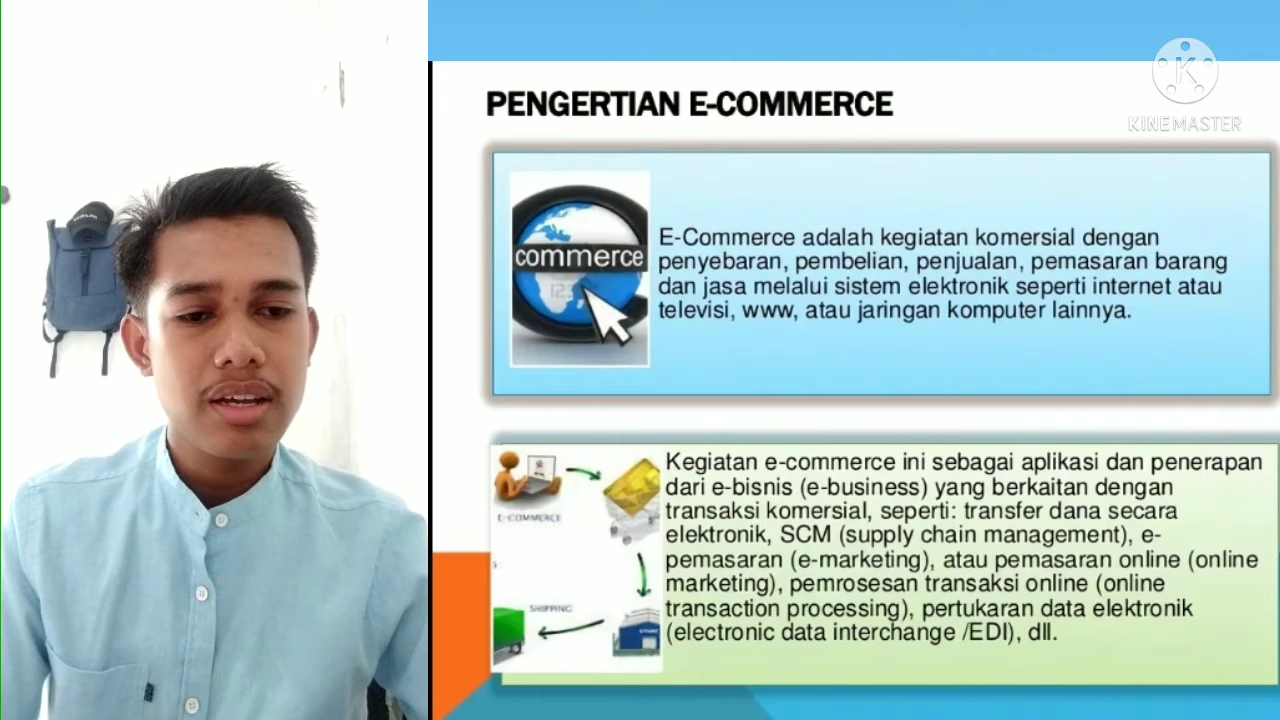 PENGERTIAN E-COMMERCE
KINEMASTER
commerce
E-Commerce adalah kegiatan komersial dengan
penyebaran, pembelian, penjualan, pemasaran barang
dan jasa melalui sistem elektronik seperti internet atau
televisi, www, atau jaringan komputer lainnya.
E-COMMERCE
SHIPPING
Kegiatan e-commerce ini sebagai aplikasi dan penerapan
dari e-bisnis (e-business) yang berkaitan dengan
transaksi komersial, seperti: transfer dana secara
elektronik, SCM (supply chain management), e-
pemasaran (e-marketing), atau pemasaran online (online
marketing), pemrosesan transaksi online (online
transaction processing), pertukaran data elektronik
(electronic data interchange /EDI), dll.